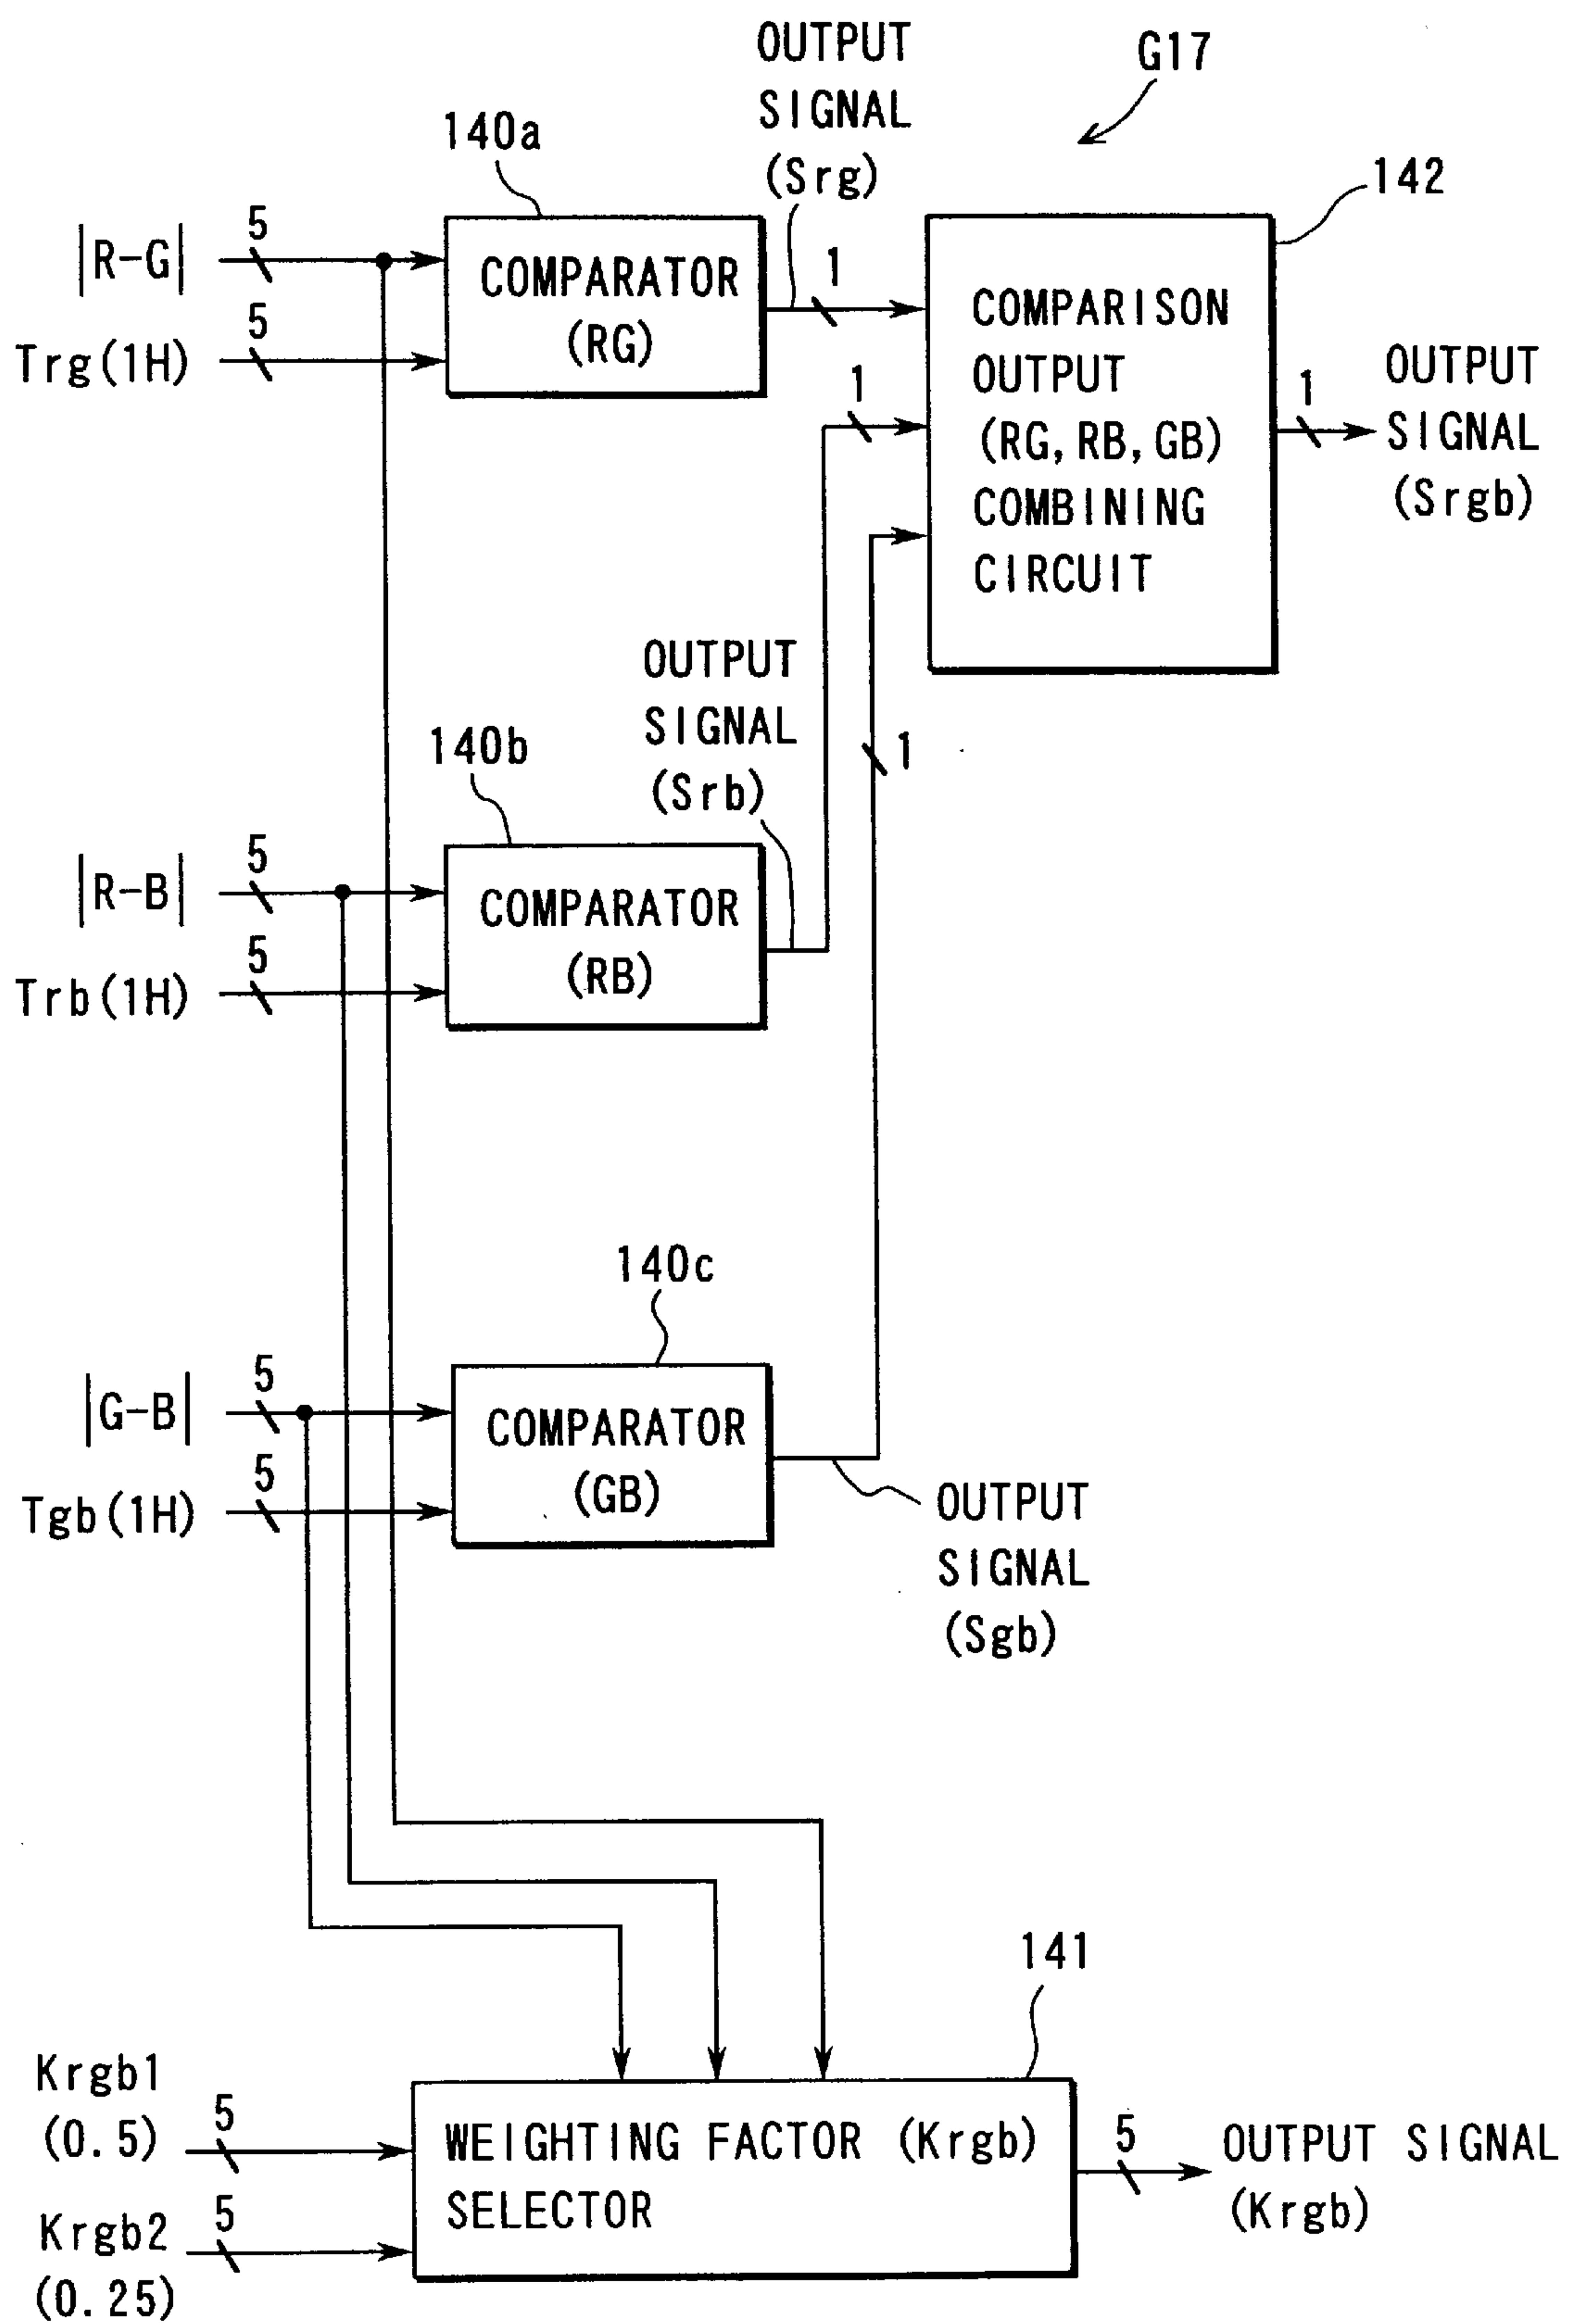 OUTPUT
SIGNAL
(Srg)
G17
140a
142
|R-G|
5
Trg(1H)
5
COMPARATOR
(RG)
1
1
COMPARISON
OUTPUT
(RG, RB, GB)
COMBINING
CIRCUIT
1
OUTPUT
SIGNAL
(Srgb)
OUTPUT
SIGNAL
(Srb)
1
140b
|R-B|
5
Trb(1H)
5
COMPARATOR
(RB)
140c
|G-B|
5
Tgb(1H)
5
COMPARATOR
(GB)
OUTPUT
SIGNAL
(Sgb)
141
Krgb1
(0.5)
5
Krgb2
(0.25)
5
WEIGHTING FACTOR (Krgb)
SELECTOR
5
OUTPUT SIGNAL
(Krgb)